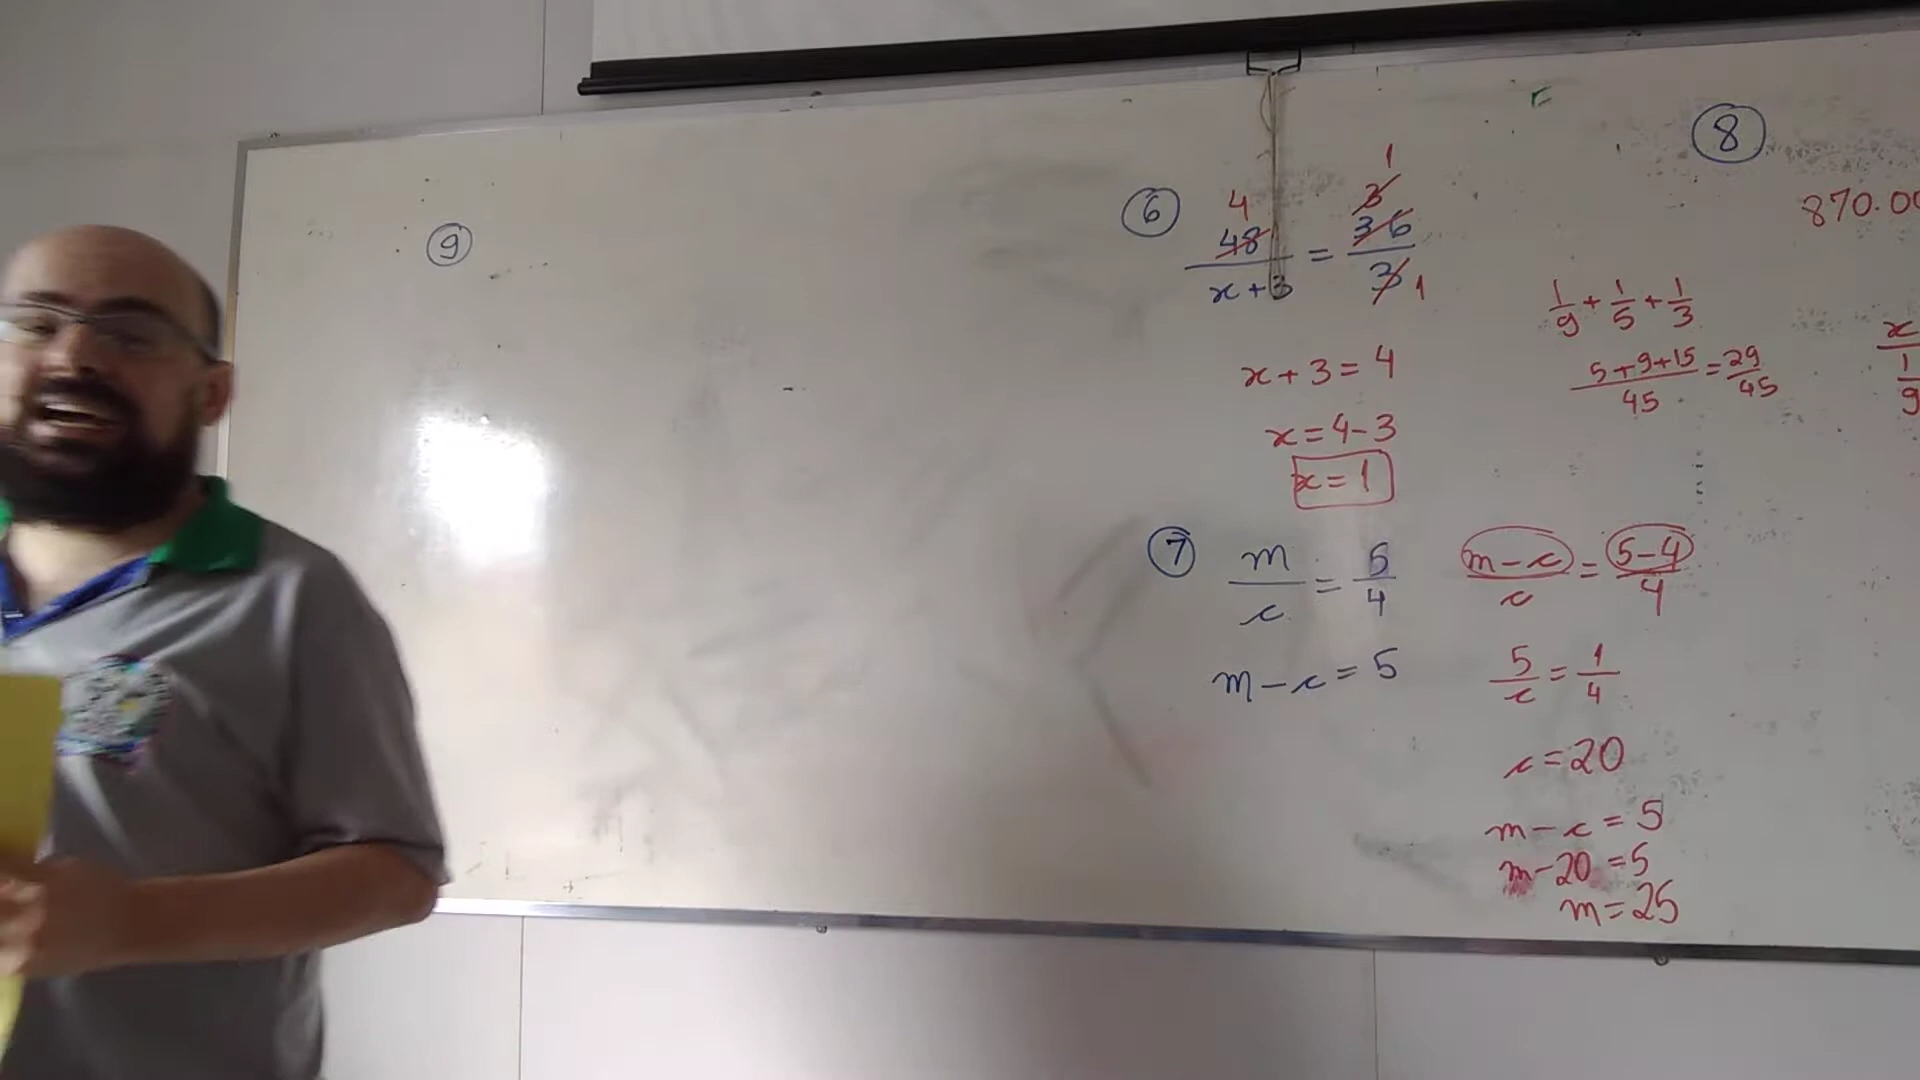 9
6
4 1
3
48/(x+3) = 36/3 1
x+3=4
x=4-3
x=1
7
m/c = 5/4
m-c=5
(m-c)/c = (5-4)/4
5/c = 1/4
c=20
m-c=5
m-20=5
m=25
8
870.00
1/9 + 1/5 + 1/3
(5+9+15)/45 = 29/45
x
1/9